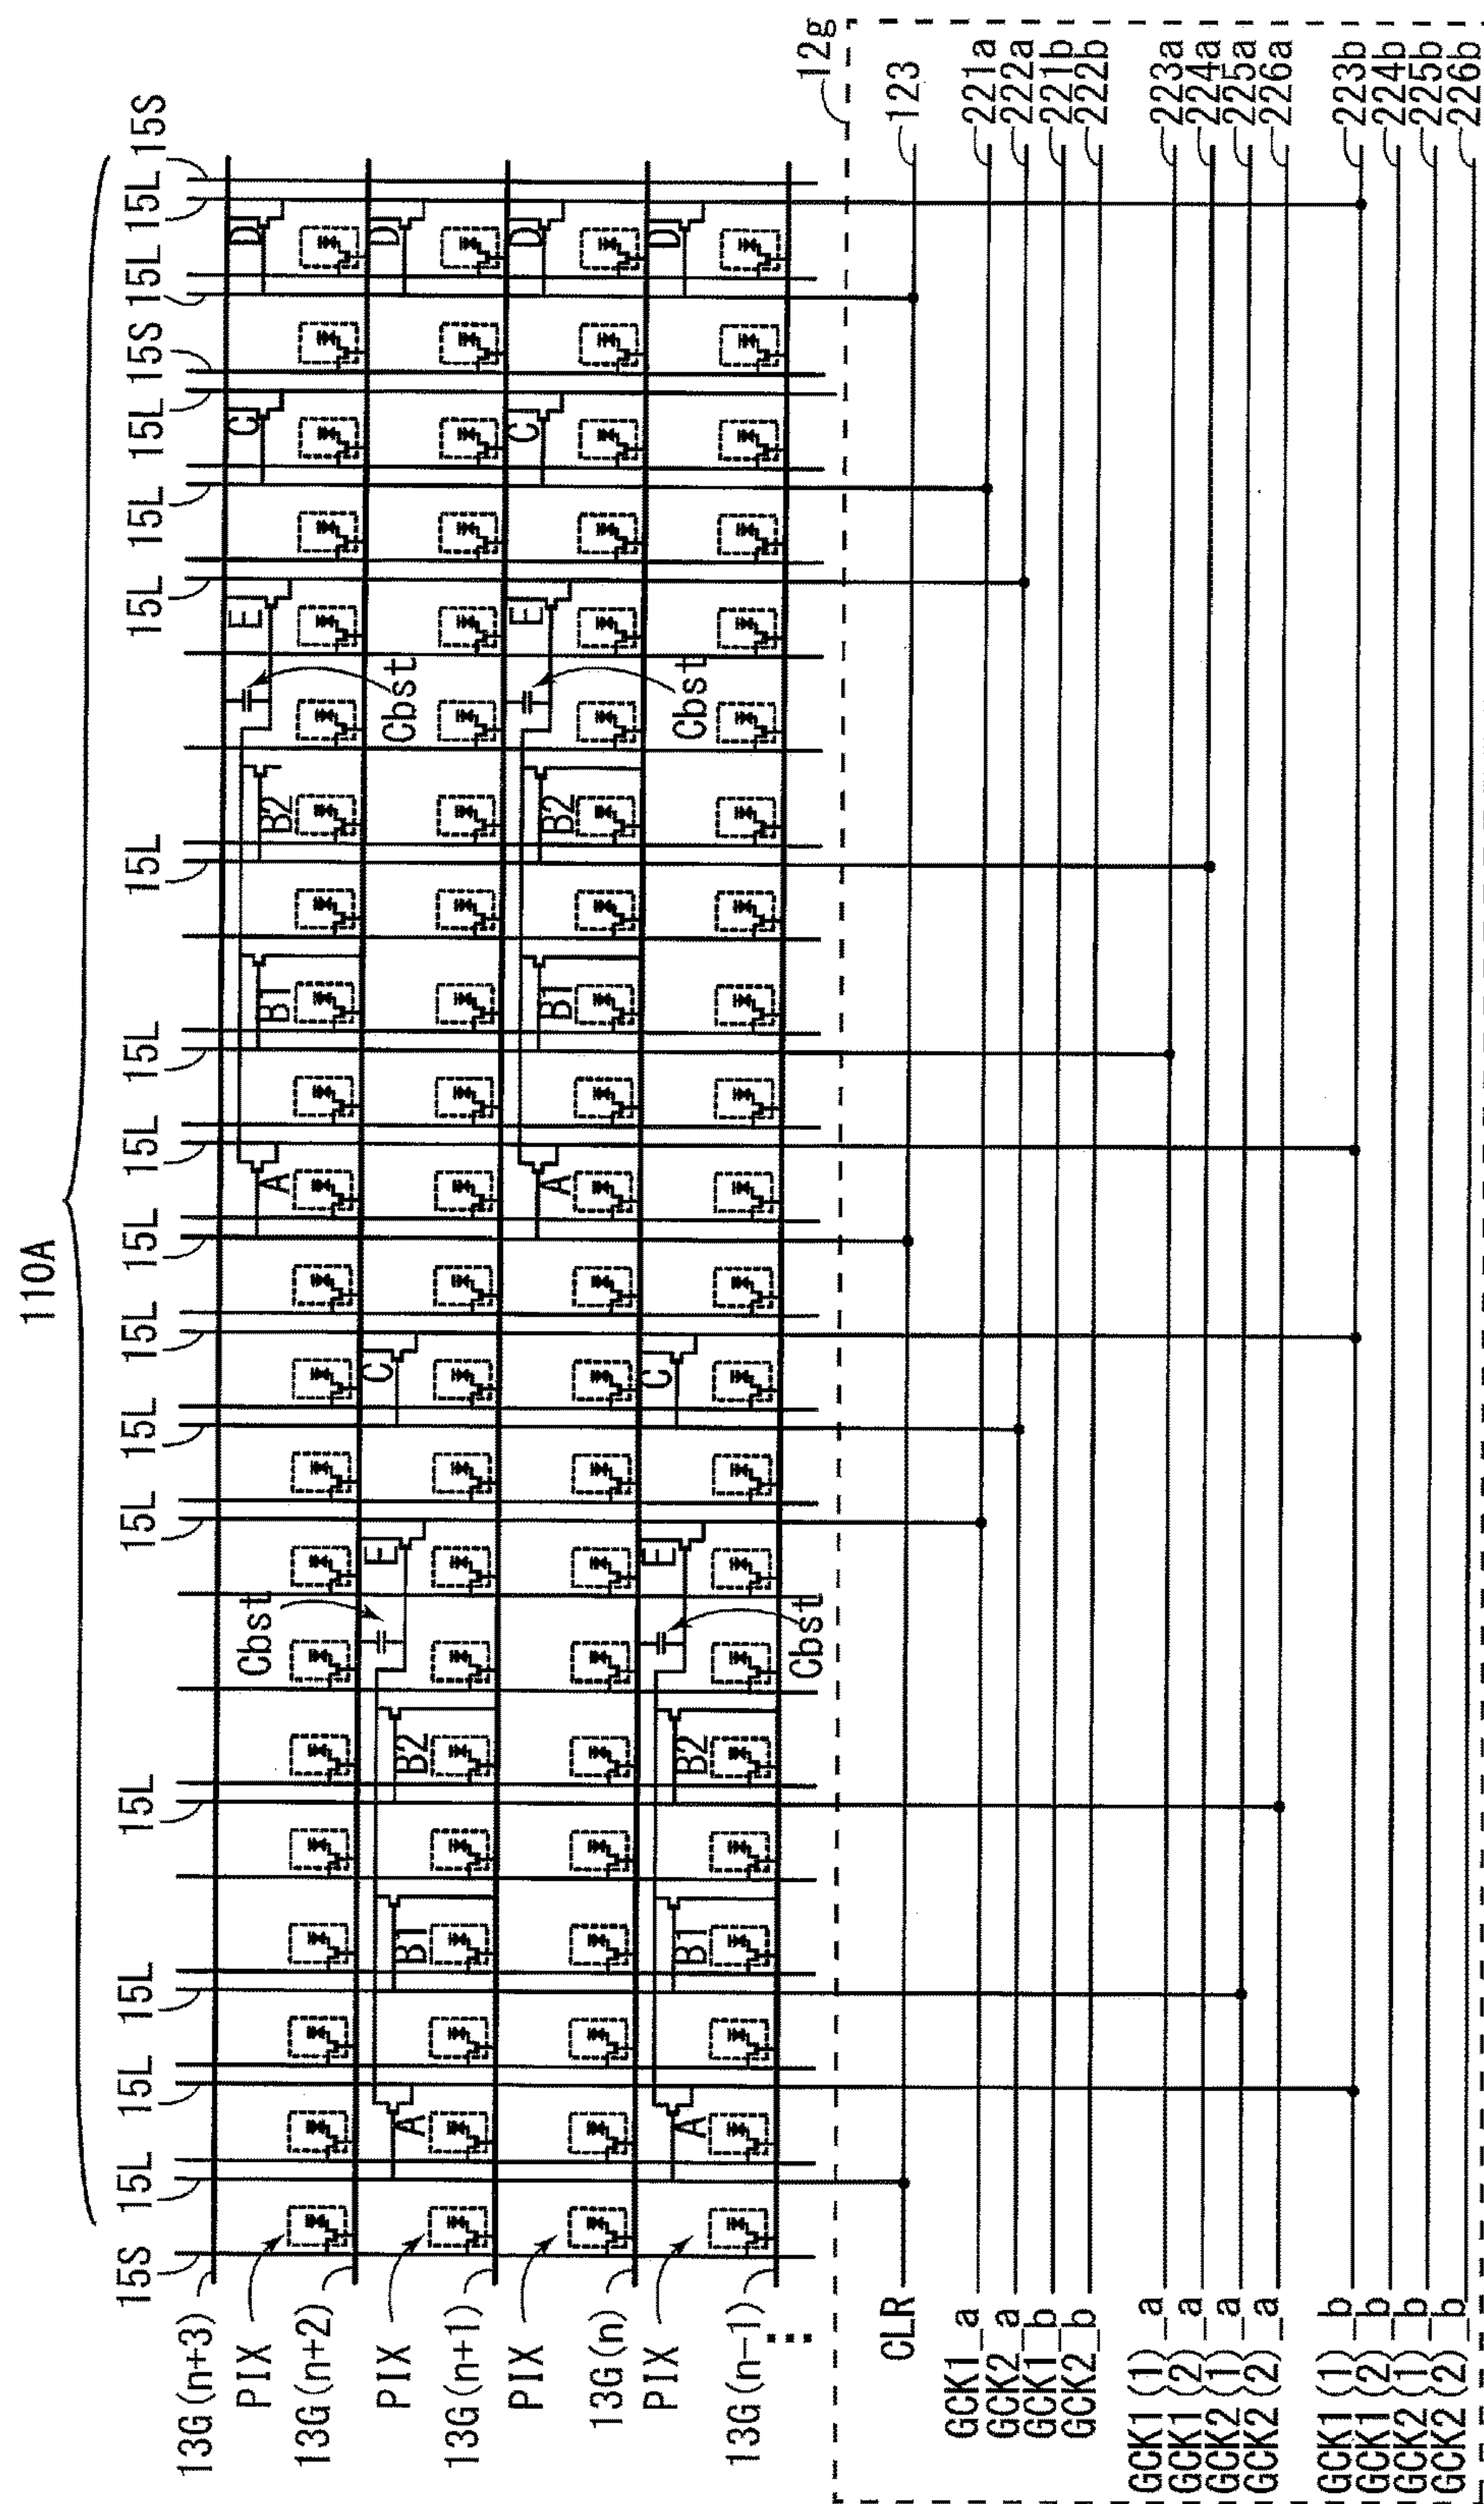 110A
15S
15L
15L
15L
15L
15L
15L
15L
15L
15L
15L
15L
15L
15L
15L
15S
15L
15L
15S
13G(n+3)
PIX
13G(n+2)
PIX
13G(n+1)
PIX
13G(n)
PIX
13G(n-1)
A
B1
B2
Cbst
E
C
D
A
B1
B2
Cbst
E
C
D
A
B1
B2
Cbst
E
C
D
A
B1
B2
Cbst
E
C
D
12g
CLR
123
GCK1_a
221a
GCK2_a
222a
GCK1_b
221b
GCK2_b
222b
GCK1(1)_a
223a
GCK1(2)_a
224a
GCK2(1)_a
225a
GCK2(2)_a
226a
GCK1(1)_b
223b
GCK1(2)_b
224b
GCK2(1)_b
225b
GCK2(2)_b
226b